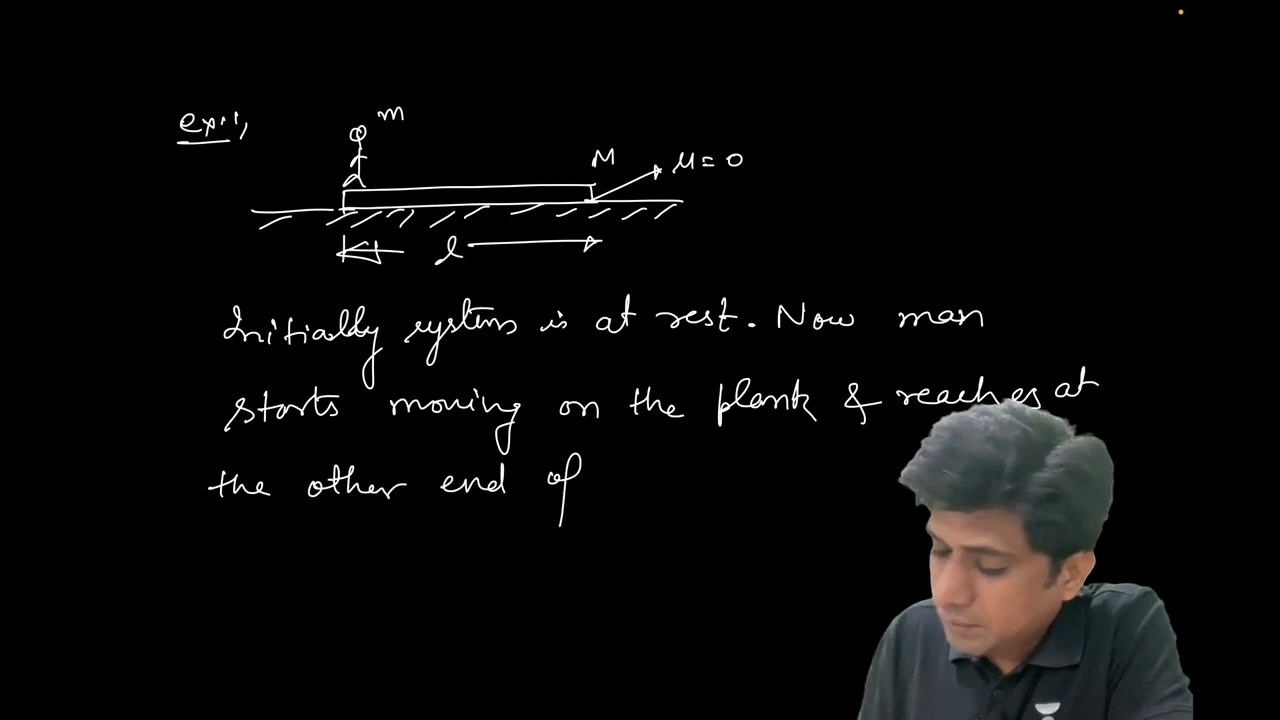 ex:1,
m
M
μ = 0
l
Initially system is at rest. Now man
starts moving on the plank & reaches at
the other end of